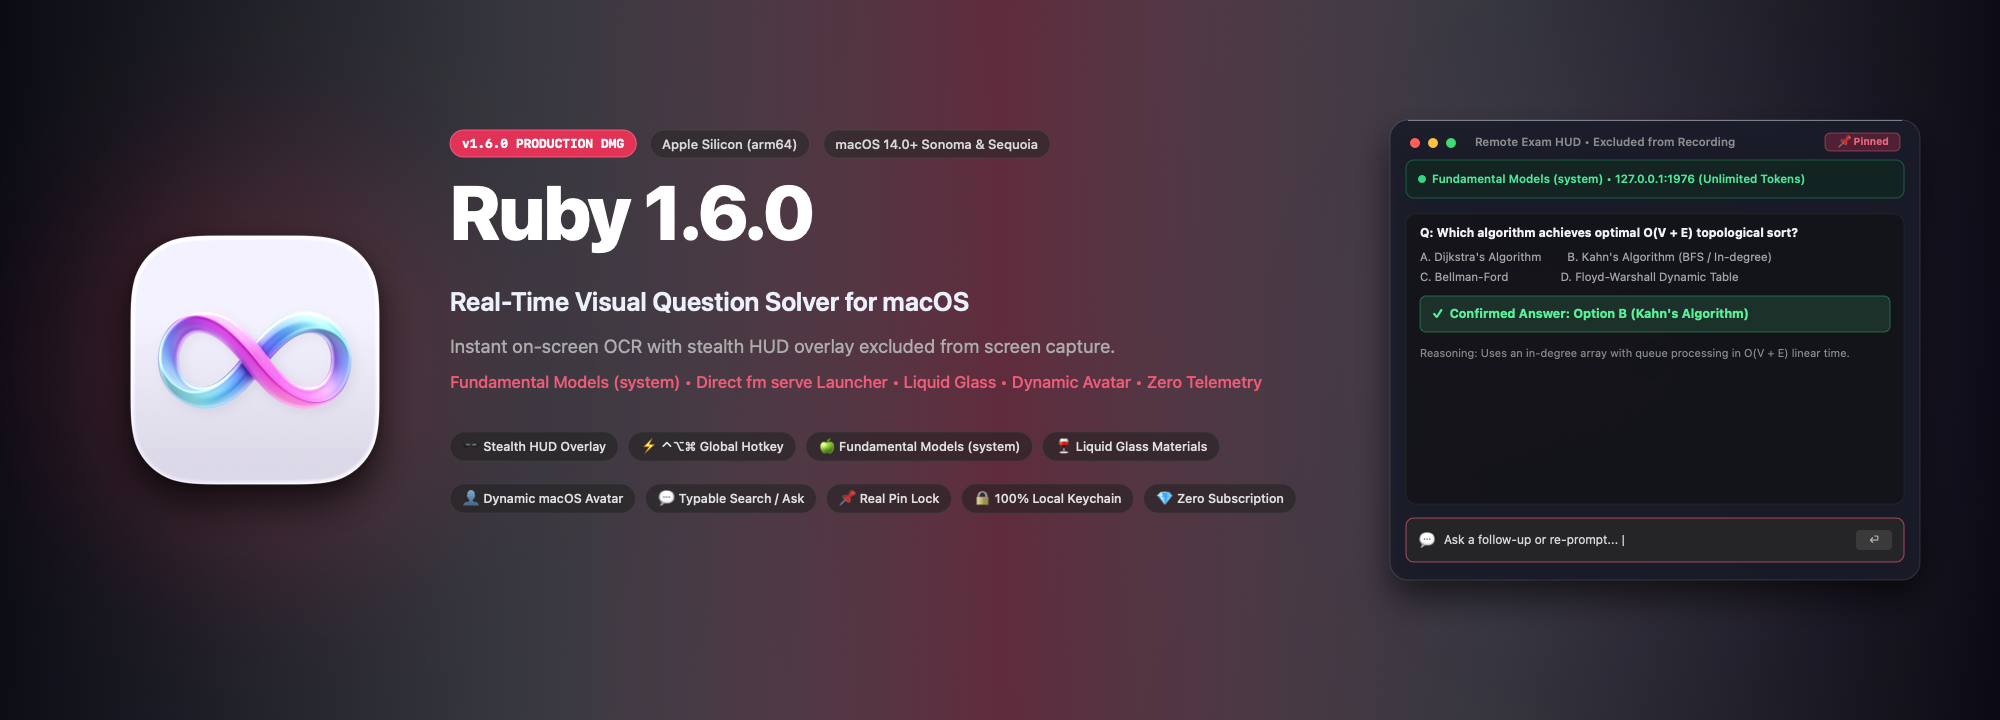 v1.6.0 PRODUCTION DMG
Apple Silicon (arm64)
macOS 14.0+ Sonoma & Sequoia
Ruby 1.6.0
Real-Time Visual Question Solver for macOS
Instant on-screen OCR with stealth HUD overlay excluded from screen capture.
Fundamental Models (system) • Direct fm serve Launcher • Liquid Glass • Dynamic Avatar • Zero Telemetry
Stealth HUD Overlay
⚡ ^⌥⌘ Global Hotkey
🍏 Fundamental Models (system)
🍷 Liquid Glass Materials
👤 Dynamic macOS Avatar
💬 Typable Search / Ask
📌 Real Pin Lock
🔒 100% Local Keychain
💎 Zero Subscription
Remote Exam HUD • Excluded from Recording
📌 Pinned
Fundamental Models (system) • 127.0.0.1:1976 (Unlimited Tokens)
Q: Which algorithm achieves optimal O(V + E) topological sort?
A. Dijkstra's Algorithm B. Kahn's Algorithm (BFS / In-degree)
C. Bellman-Ford D. Floyd-Warshall Dynamic Table
✓ Confirmed Answer: Option B (Kahn's Algorithm)
Reasoning: Uses an in-degree array with queue processing in O(V + E) linear time.
💬 Ask a follow-up or re-prompt... |
⏎